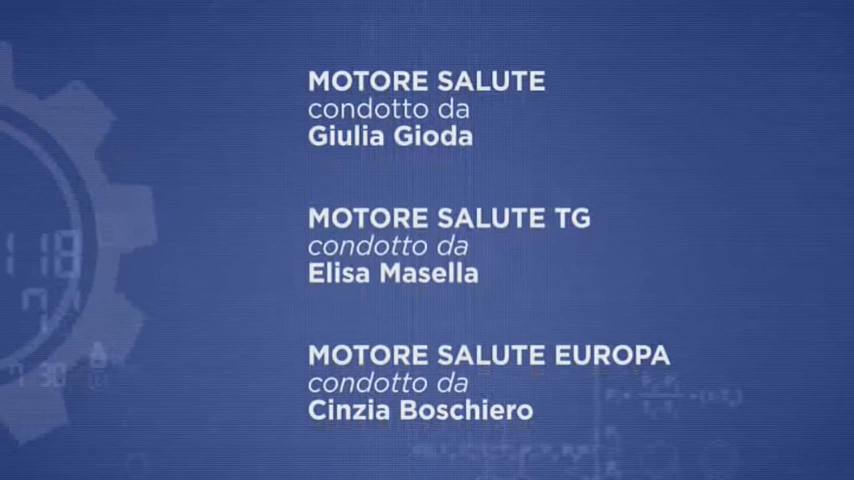 MOTORE SALUTE
condotto da
Giulia Gioda
MOTORE SALUTE TG
condotto da
Elisa Masella
MOTORE SALUTE EUROPA
condotto da
Cinzia Boschiero
118